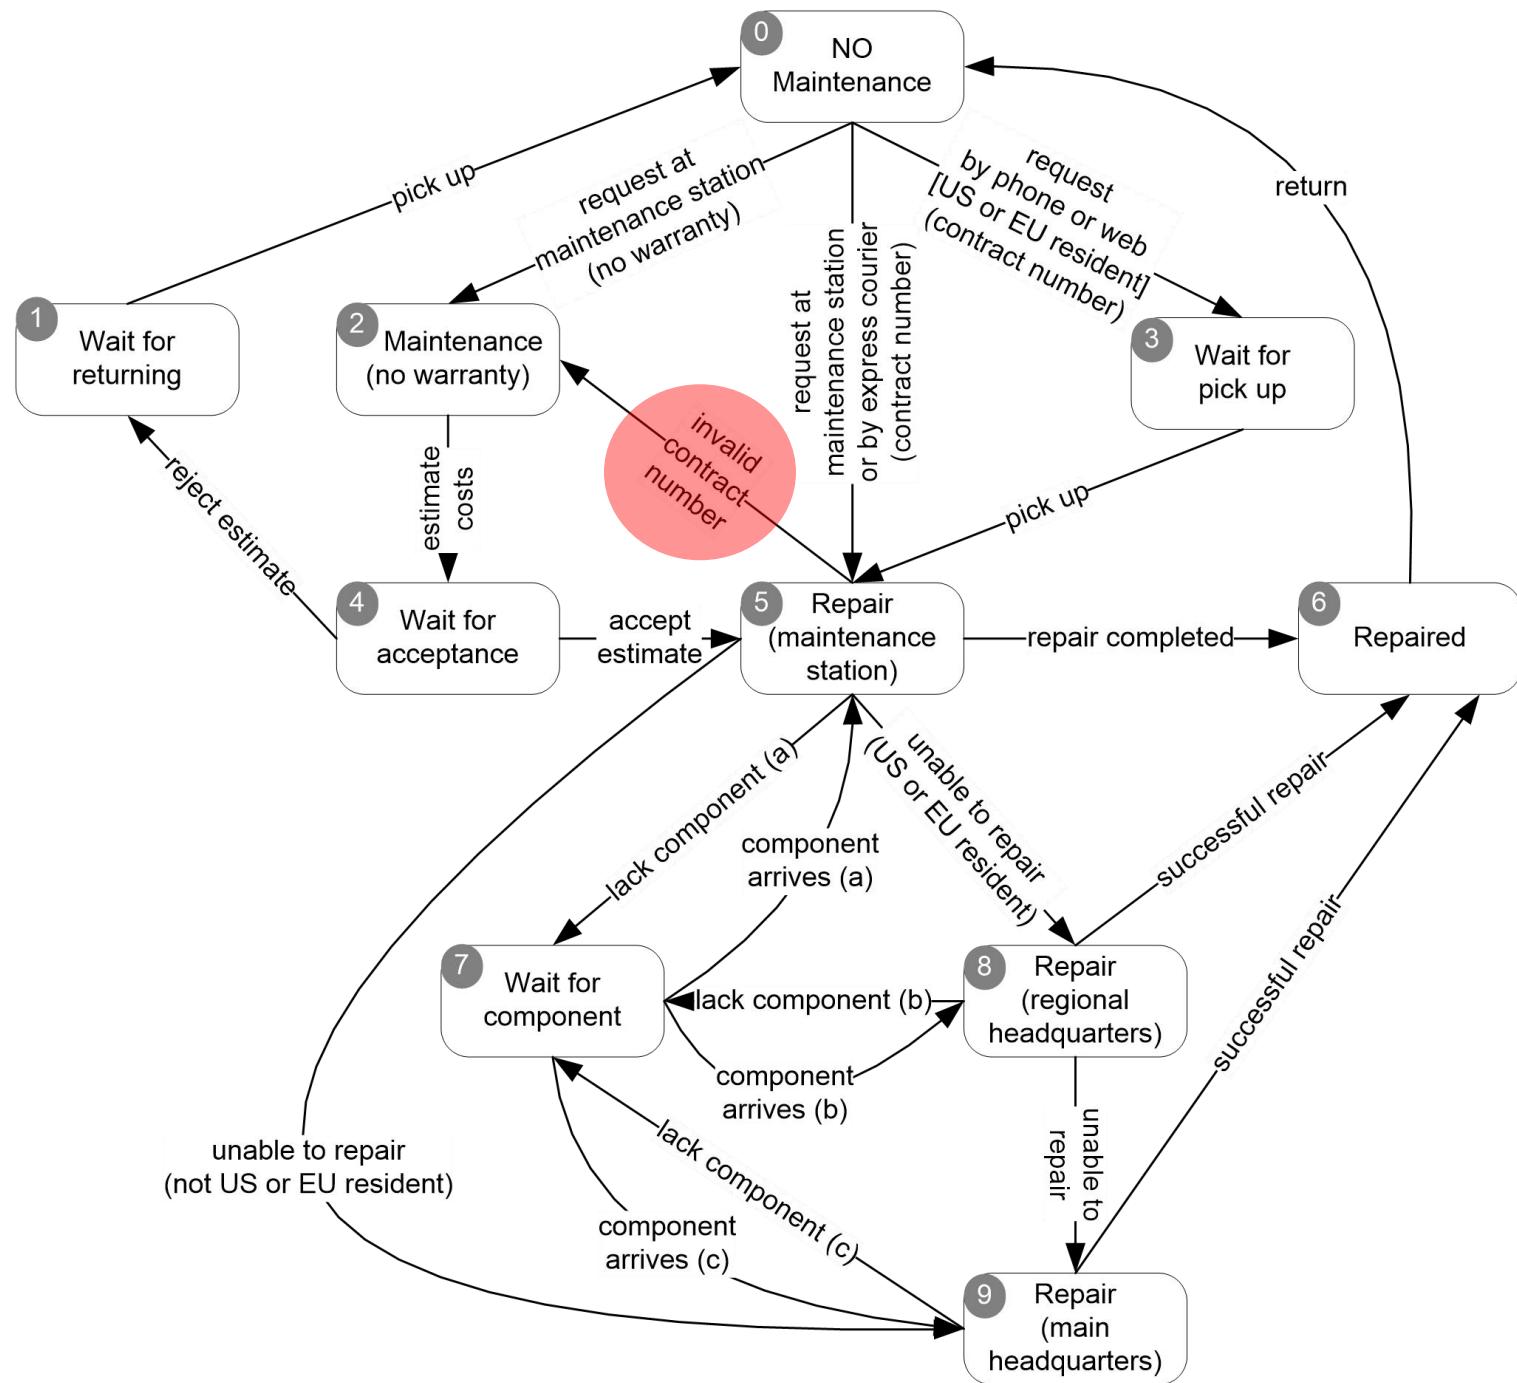 0
NO
Maintenance
pick up
request at
maintenance station
(no warranty)
request at
maintenance station
or by express courier
(contract number)
request
by phone or web
[US or EU resident]
(contract number)
return
1
Wait for
returning
2
Maintenance
(no warranty)
3
Wait for
pick up
invalid
contract
number
reject estimate
estimate
costs
pick up
4
Wait for
acceptance
accept
estimate
5
Repair
(maintenance
station)
repair completed
6
Repaired
lack component (a)
component
arrives (a)
unable to repair
(US or EU resident)
successful repair
successful repair
7
Wait for
component
lack component (b)
component
arrives (b)
8
Repair
(regional
headquarters)
unable to repair
(not US or EU resident)
component
arrives (c)
lack component (c)
unable to
repair
9
Repair
(main
headquarters)